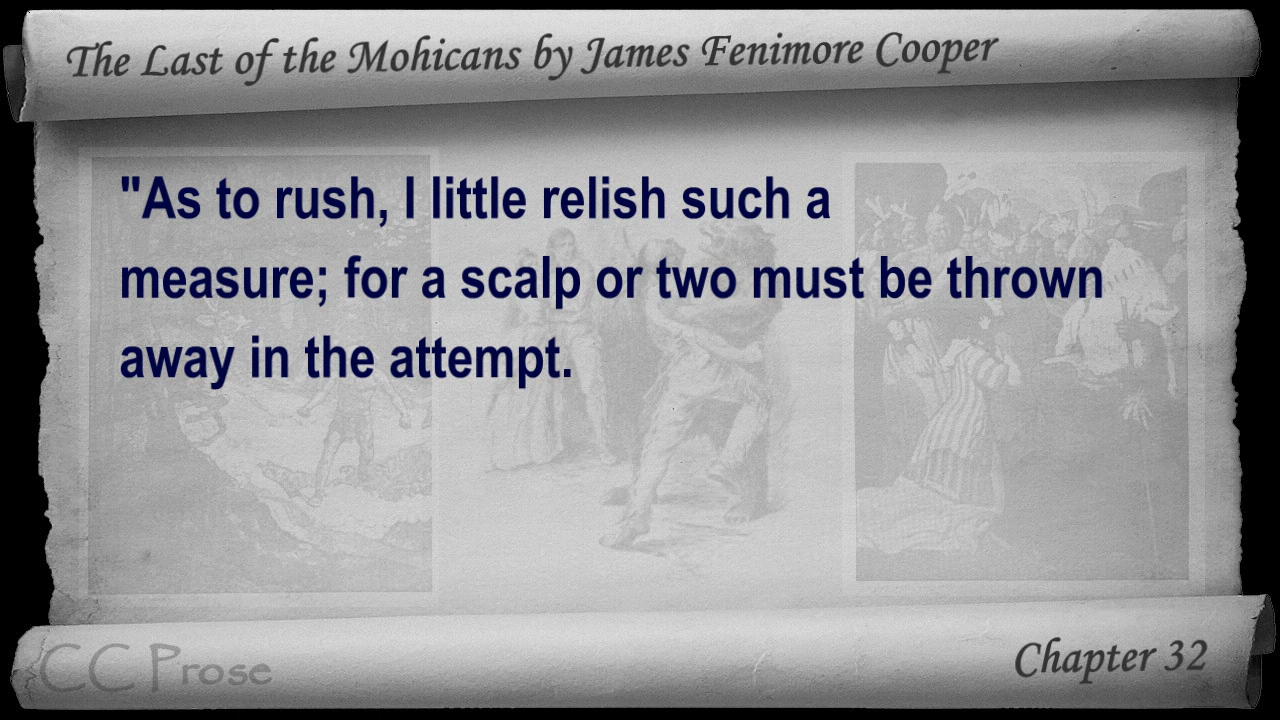 The Last of the Mohicans by James Fenimore Cooper
"As to rush, I little relish such a
measure; for a scalp or two must be thrown
away in the attempt.
CC Prose
Chapter 32